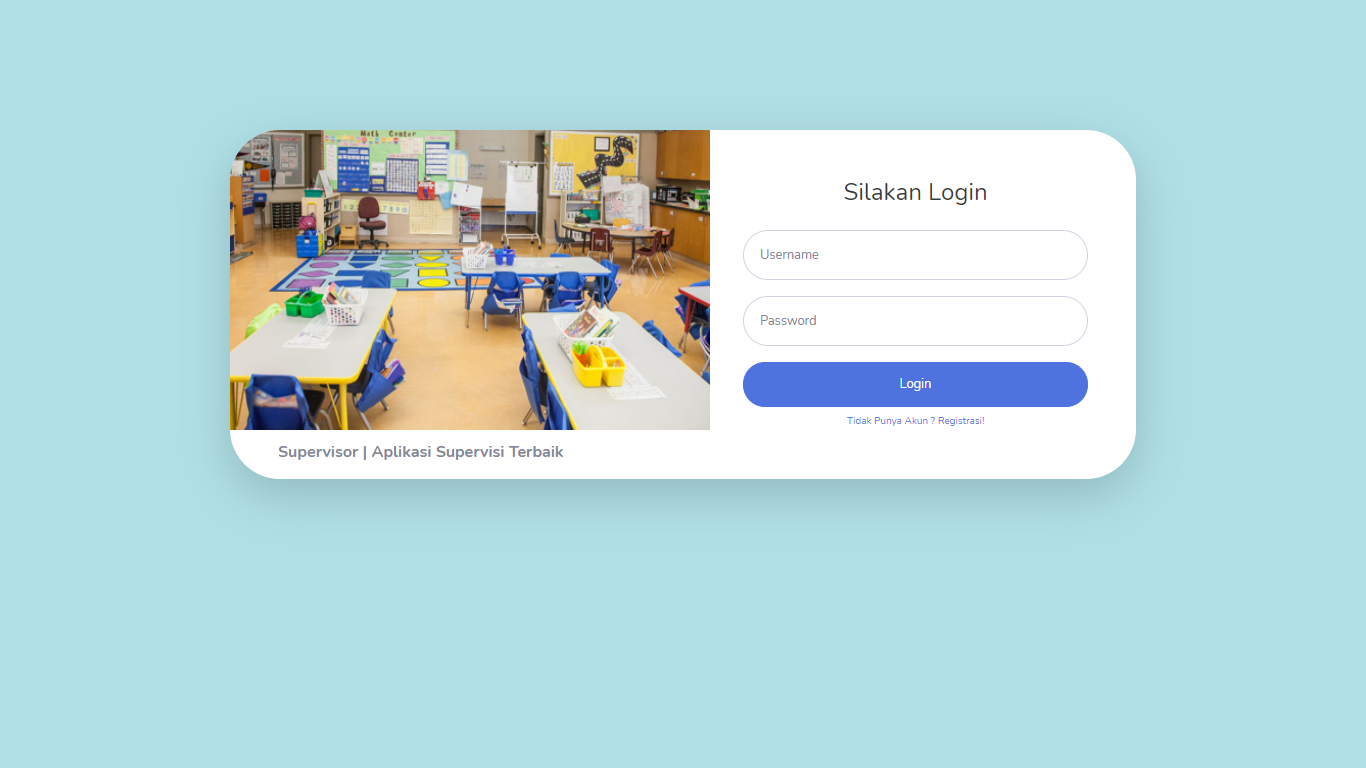 Math Center
Silakan Login
Username
Password
Login
Tidak Punya Akun ? Registrasi!
Supervisor | Aplikasi Supervisi Terbaik